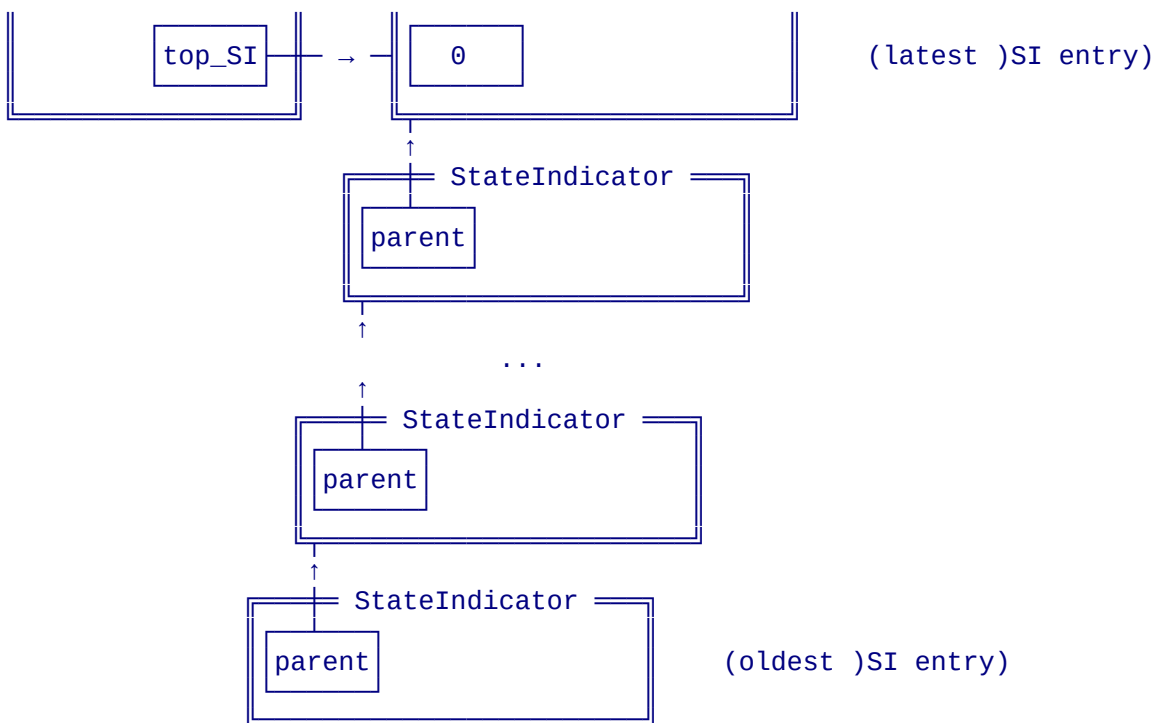 top_SI → 0 (latest )SI entry)
↑
StateIndicator
parent
↑
...
↑
StateIndicator
parent
↑
StateIndicator
parent (oldest )SI entry)